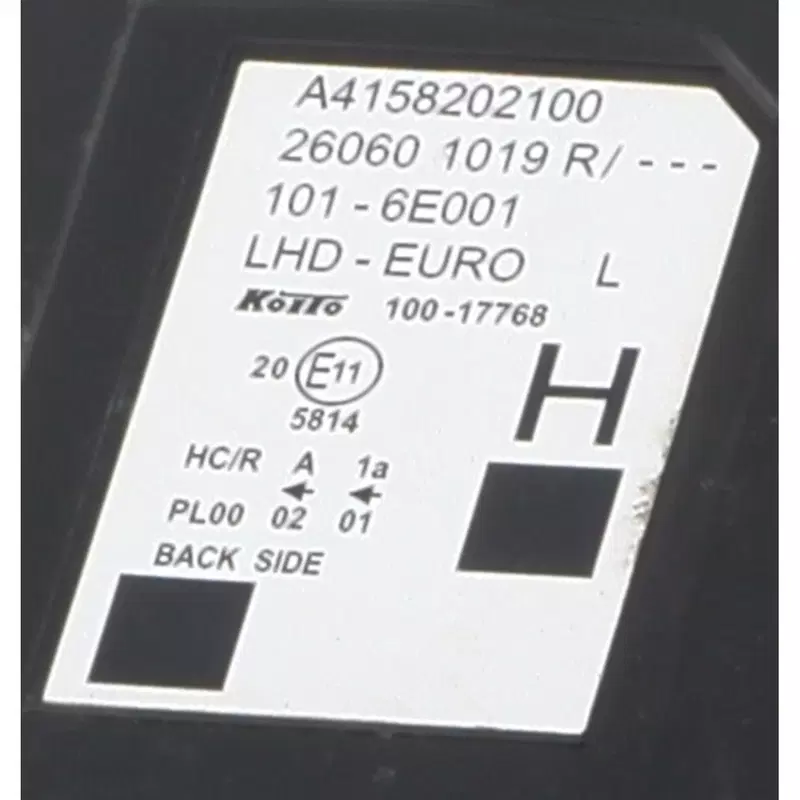 A4158202100
26060 1019 R/ - - -
101 - 6E001
LHD - EURO L
KOITO 100-17768
20 E11
5814
H
HC/R A 1a
PL00 02 01
BACK SIDE